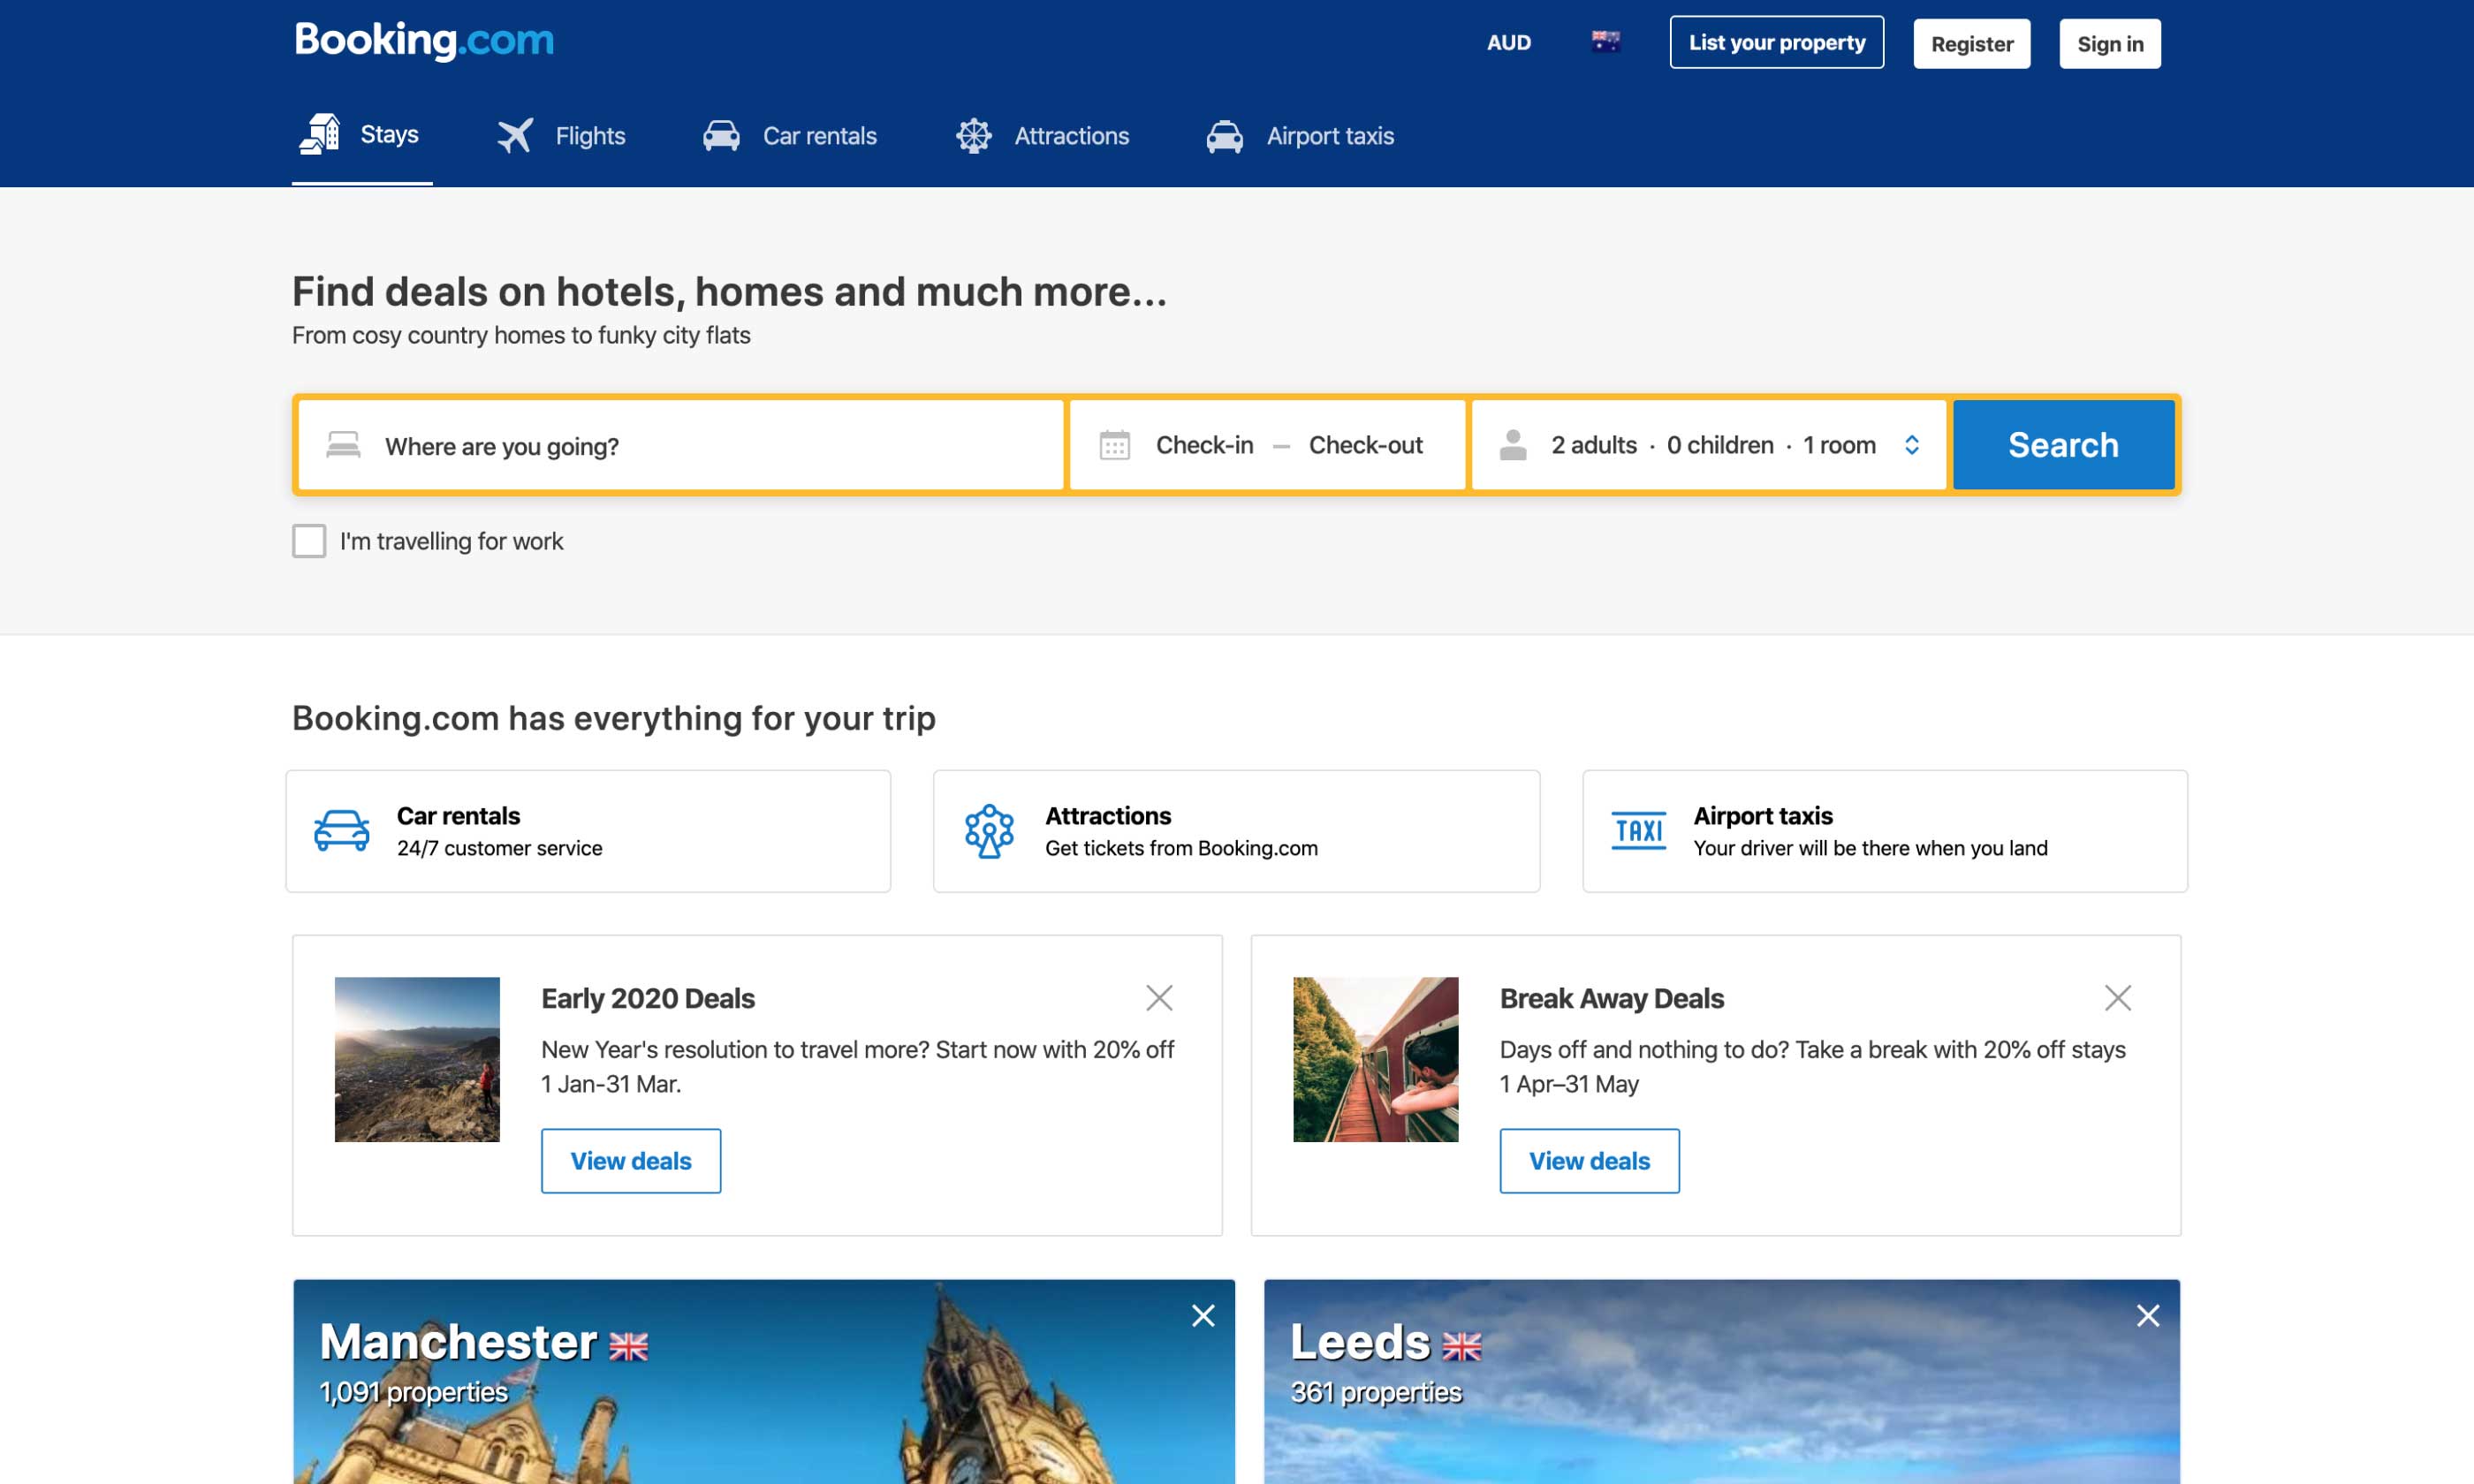 Booking.com
AUD
List your property
Register
Sign in
Stays
Flights
Car rentals
Attractions
Airport taxis
Find deals on hotels, homes and much more...
From cosy country homes to funky city flats
Where are you going?
Check-in — Check-out
2 adults · 0 children · 1 room
Search
I'm travelling for work
Booking.com has everything for your trip
Car rentals
24/7 customer service
Attractions
Get tickets from Booking.com
TAXI
Airport taxis
Your driver will be there when you land
Early 2020 Deals
New Year's resolution to travel more? Start now with 20% off
1 Jan-31 Mar.
View deals
Break Away Deals
Days off and nothing to do? Take a break with 20% off stays
1 Apr–31 May
View deals
Manchester
1,091 properties
Leeds
361 properties